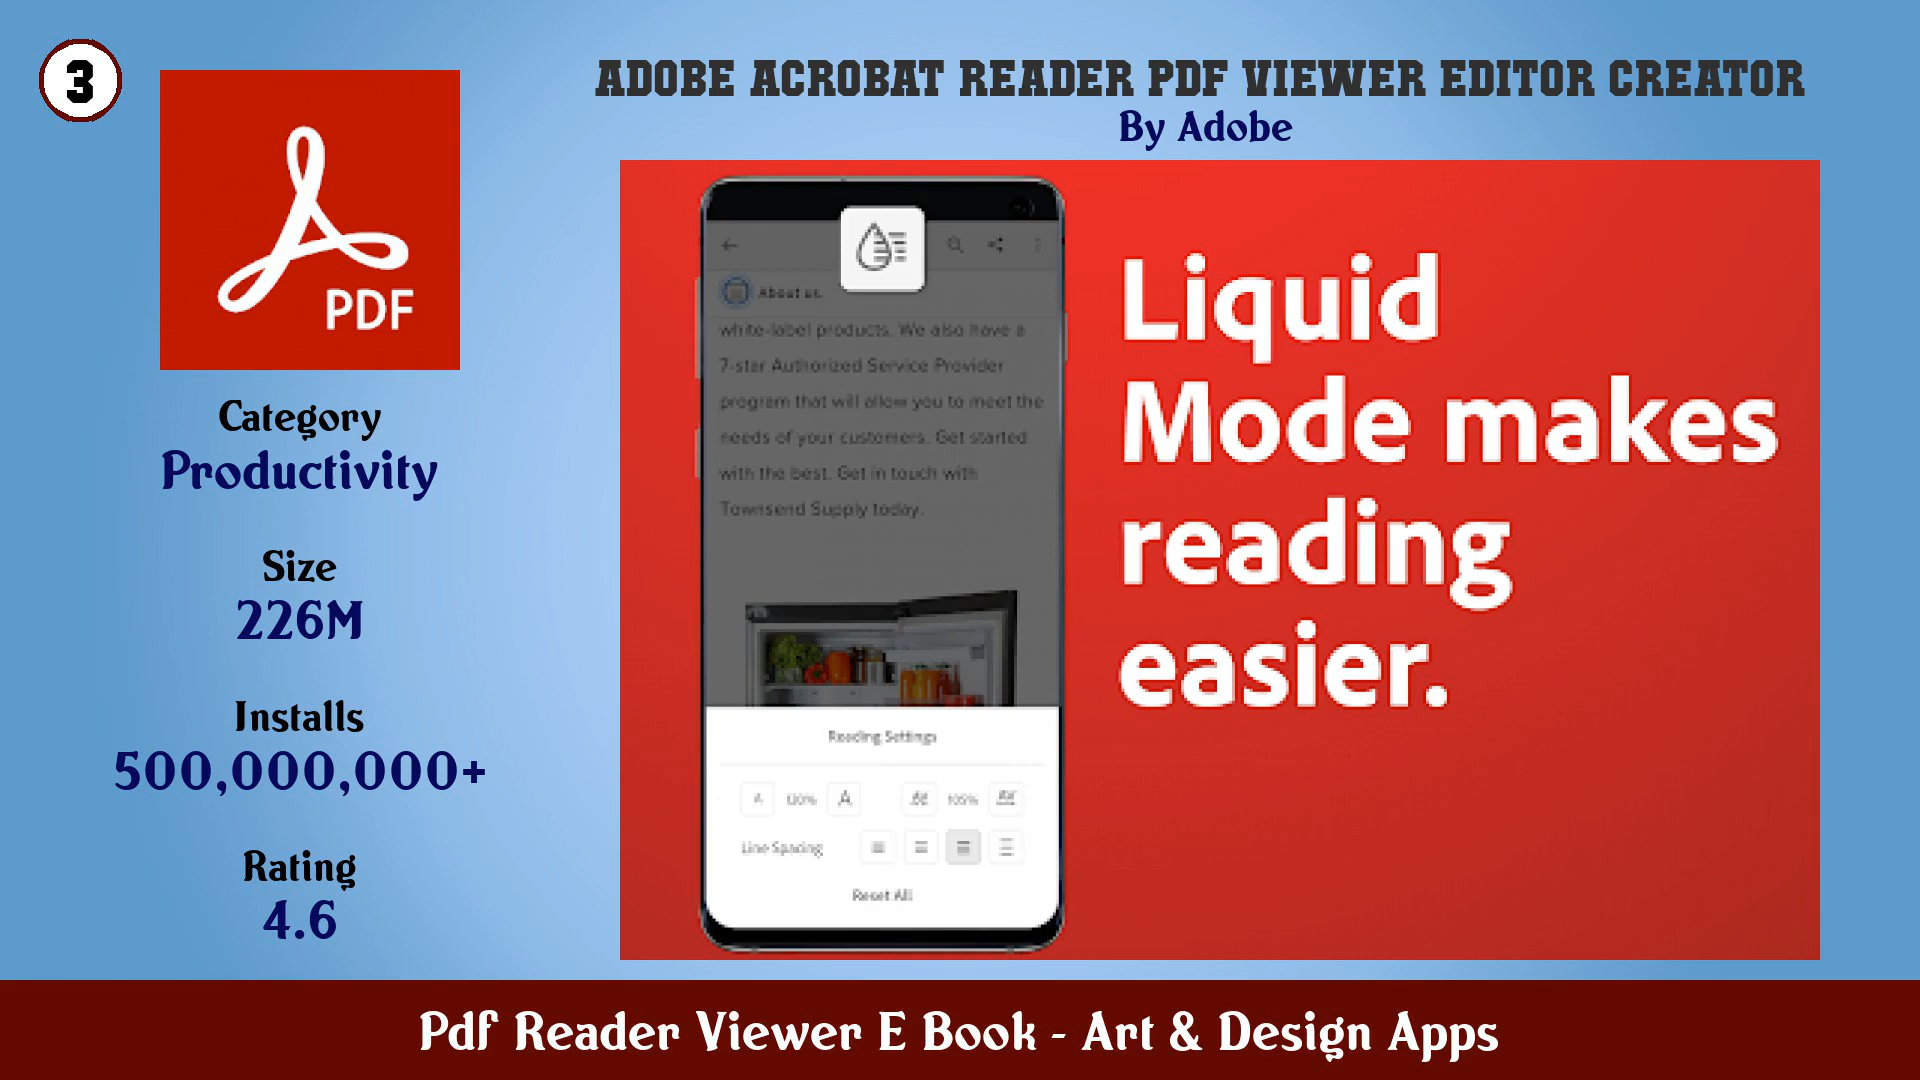 3
ADOBE ACROBAT READER PDF VIEWER EDITOR CREATOR
By Adobe
PDF
Category
Productivity
Size
226M
Installs
500,000,000+
Rating
4.6
About us.
white-label products. We also have a
7-star Authorized Service Provider
program that will allow you to meet the
needs of your customers. Get started
with the best. Get in touch with
Townsend Supply today.
Reading Settings
A 120% A
105%
Line Spacing
Reset All
Liquid
Mode makes
reading
easier.
Pdf Reader Viewer E Book - Art & Design Apps